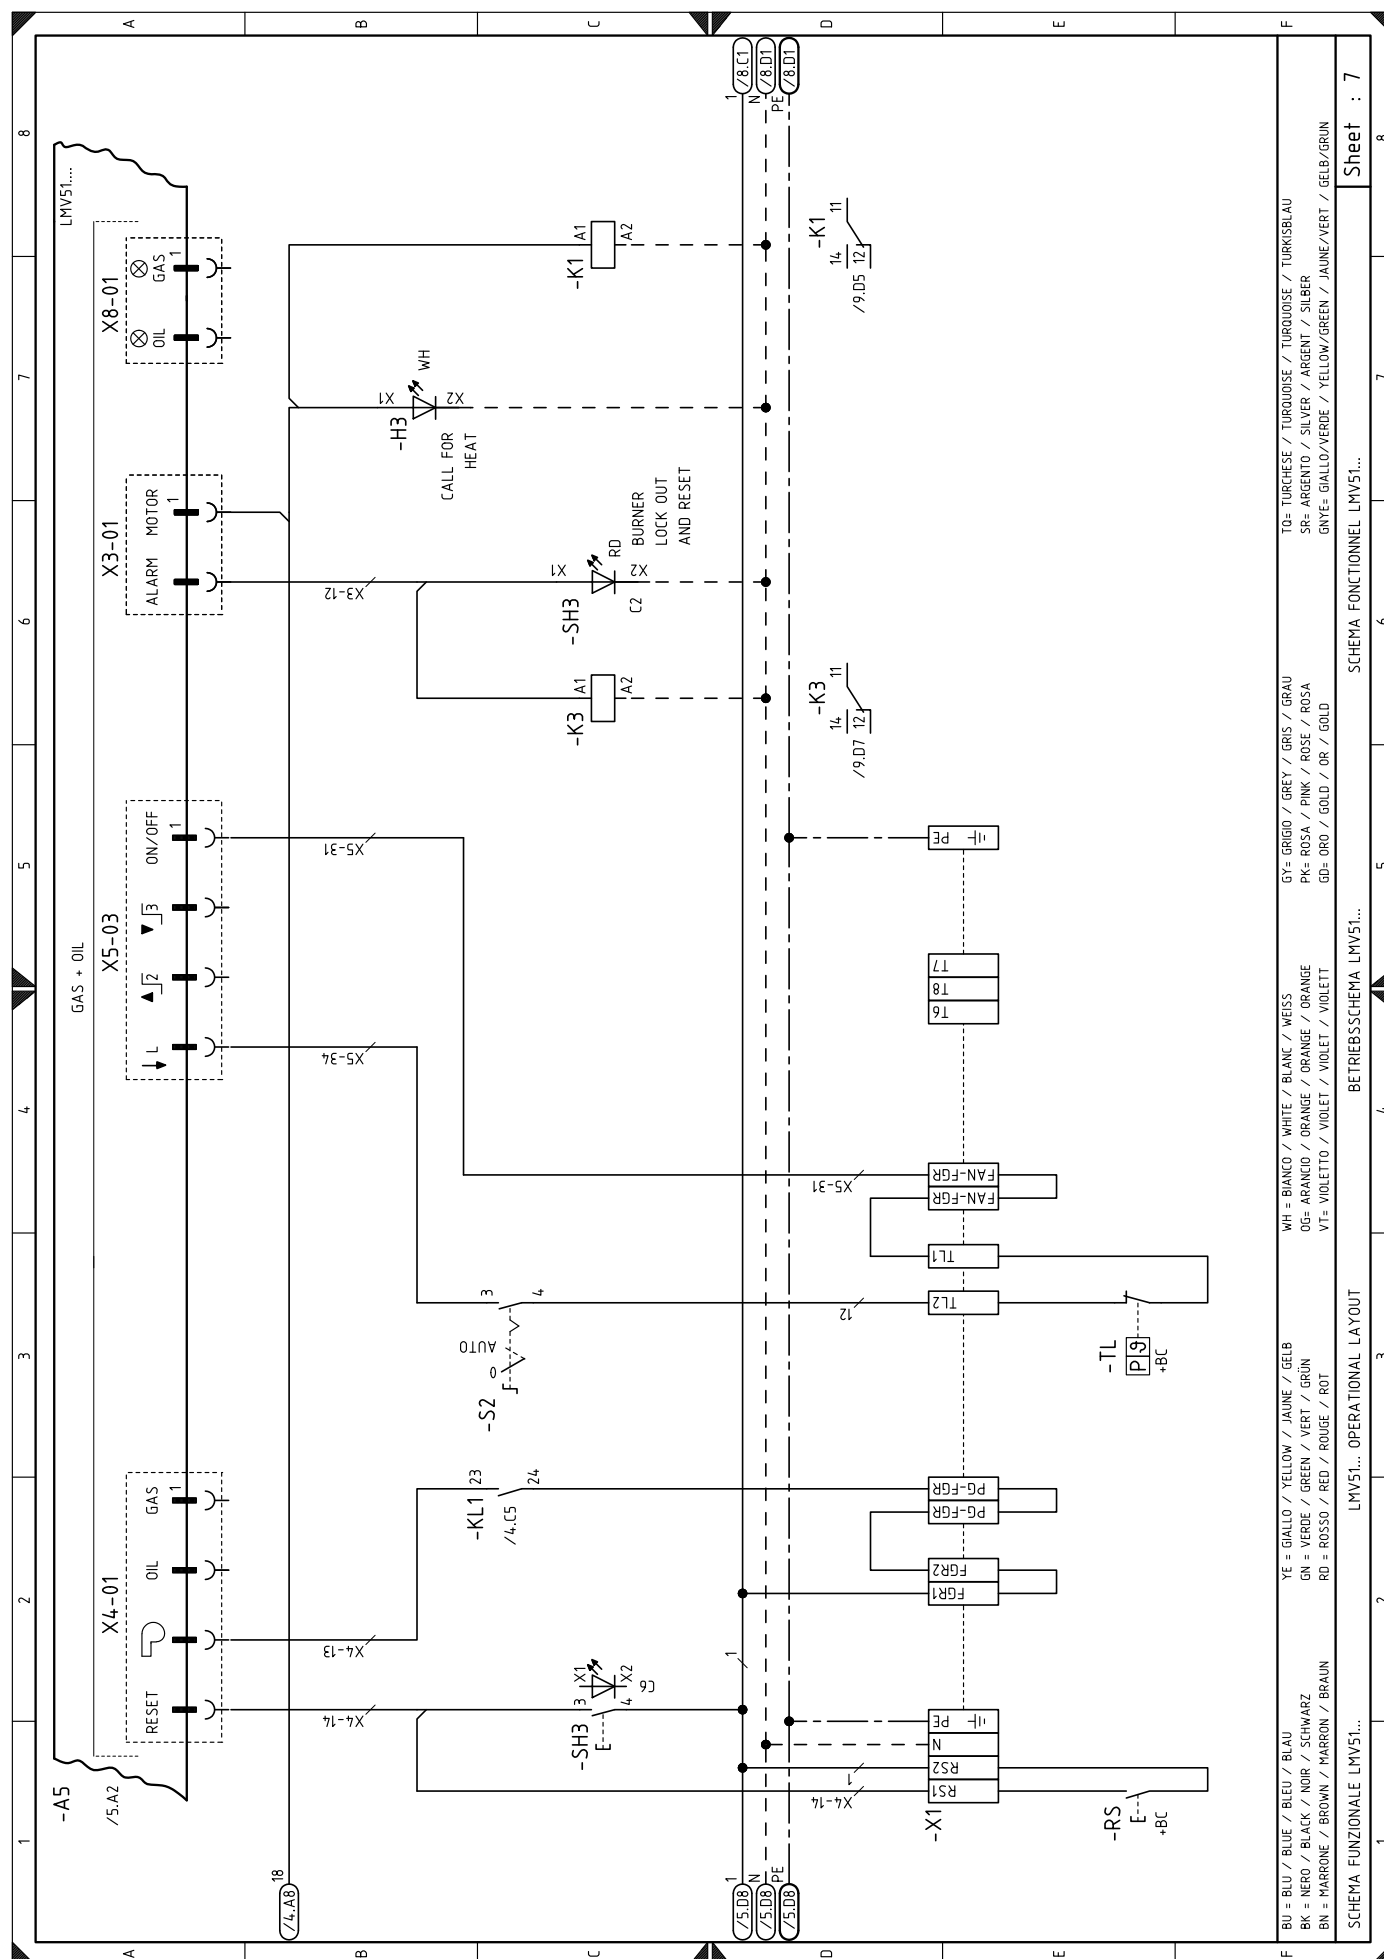 1 2 3 4 5 6 7 8
A
B
C
D
E
F
-A5
/5.A2
GAS + OIL
LMV51....
X4-01
RESET
OIL
GAS
1
X5-03
L
2
3
ON/OFF
1
X3-01
ALARM
MOTOR
1
X8-01
OIL
GAS
1
/4.A8
18
X4-14
X4-13
X5-34
X5-31
X3-12
-KL1
23
24
/4.C5
-S2
0
AUTO
3
4
-H3
X1
X2
WH
CALL FOR
HEAT
-SH3
3
4
X1
X2
C6
-K3
A1
A2
-SH3
X1
X2
RD
C2
BURNER
LOCK OUT
AND RESET
-K1
A1
A2
/5.D8
1
/5.D8
N
/5.D8
PE
1
1
/8.C1
N
/8.D1
PE
/8.D1
X4-14
1
12
X5-31
-K3
14
12
11
/9.D7
-K1
14
12
11
/9.D5
-X1
RS1
RS2
N
PE
FGR1
FGR2
PG-FGR
PG-FGR
TL2
TL1
FAN-FGR
FAN-FGR
T6
T8
T7
PE
-RS
+BC
-TL
P
+BC
BU = BLU / BLUE / BLEU / BLAU
BK = NERO / BLACK / NOIR / SCHWARZ
BN = MARRONE / BROWN / MARRON / BRAUN
YE = GIALLO / YELLOW / JAUNE / GELB
GN = VERDE / GREEN / VERT / GRÜN
RD = ROSSO / RED / ROUGE / ROT
WH = BIANCO / WHITE / BLANC / WEISS
OG= ARANCIO / ORANGE / ORANGE / ORANGE
VT= VIOLETTO / VIOLET / VIOLET / VIOLETT
GY= GRIGIO / GREY / GRIS / GRAU
PK= ROSA / PINK / ROSE / ROSA
GD= ORO / GOLD / OR / GOLD
TQ= TURCHESE / TURQUOISE / TURQUOISE / TURKISBLAU
SR= ARGENTO / SILVER / ARGENT / SILBER
GNYE= GIALLO/VERDE / YELLOW/GREEN / JAUNE/VERT / GELB/GRUN
SCHEMA FUNZIONALE LMV51...
LMV51... OPERATIONAL LAYOUT
BETRIEBSSCHEMA LMV51...
SCHEMA FONCTIONNEL LMV51...
Sheet : 7
A
B
C
D
E
F
1 2 3 4 5 6 7 8